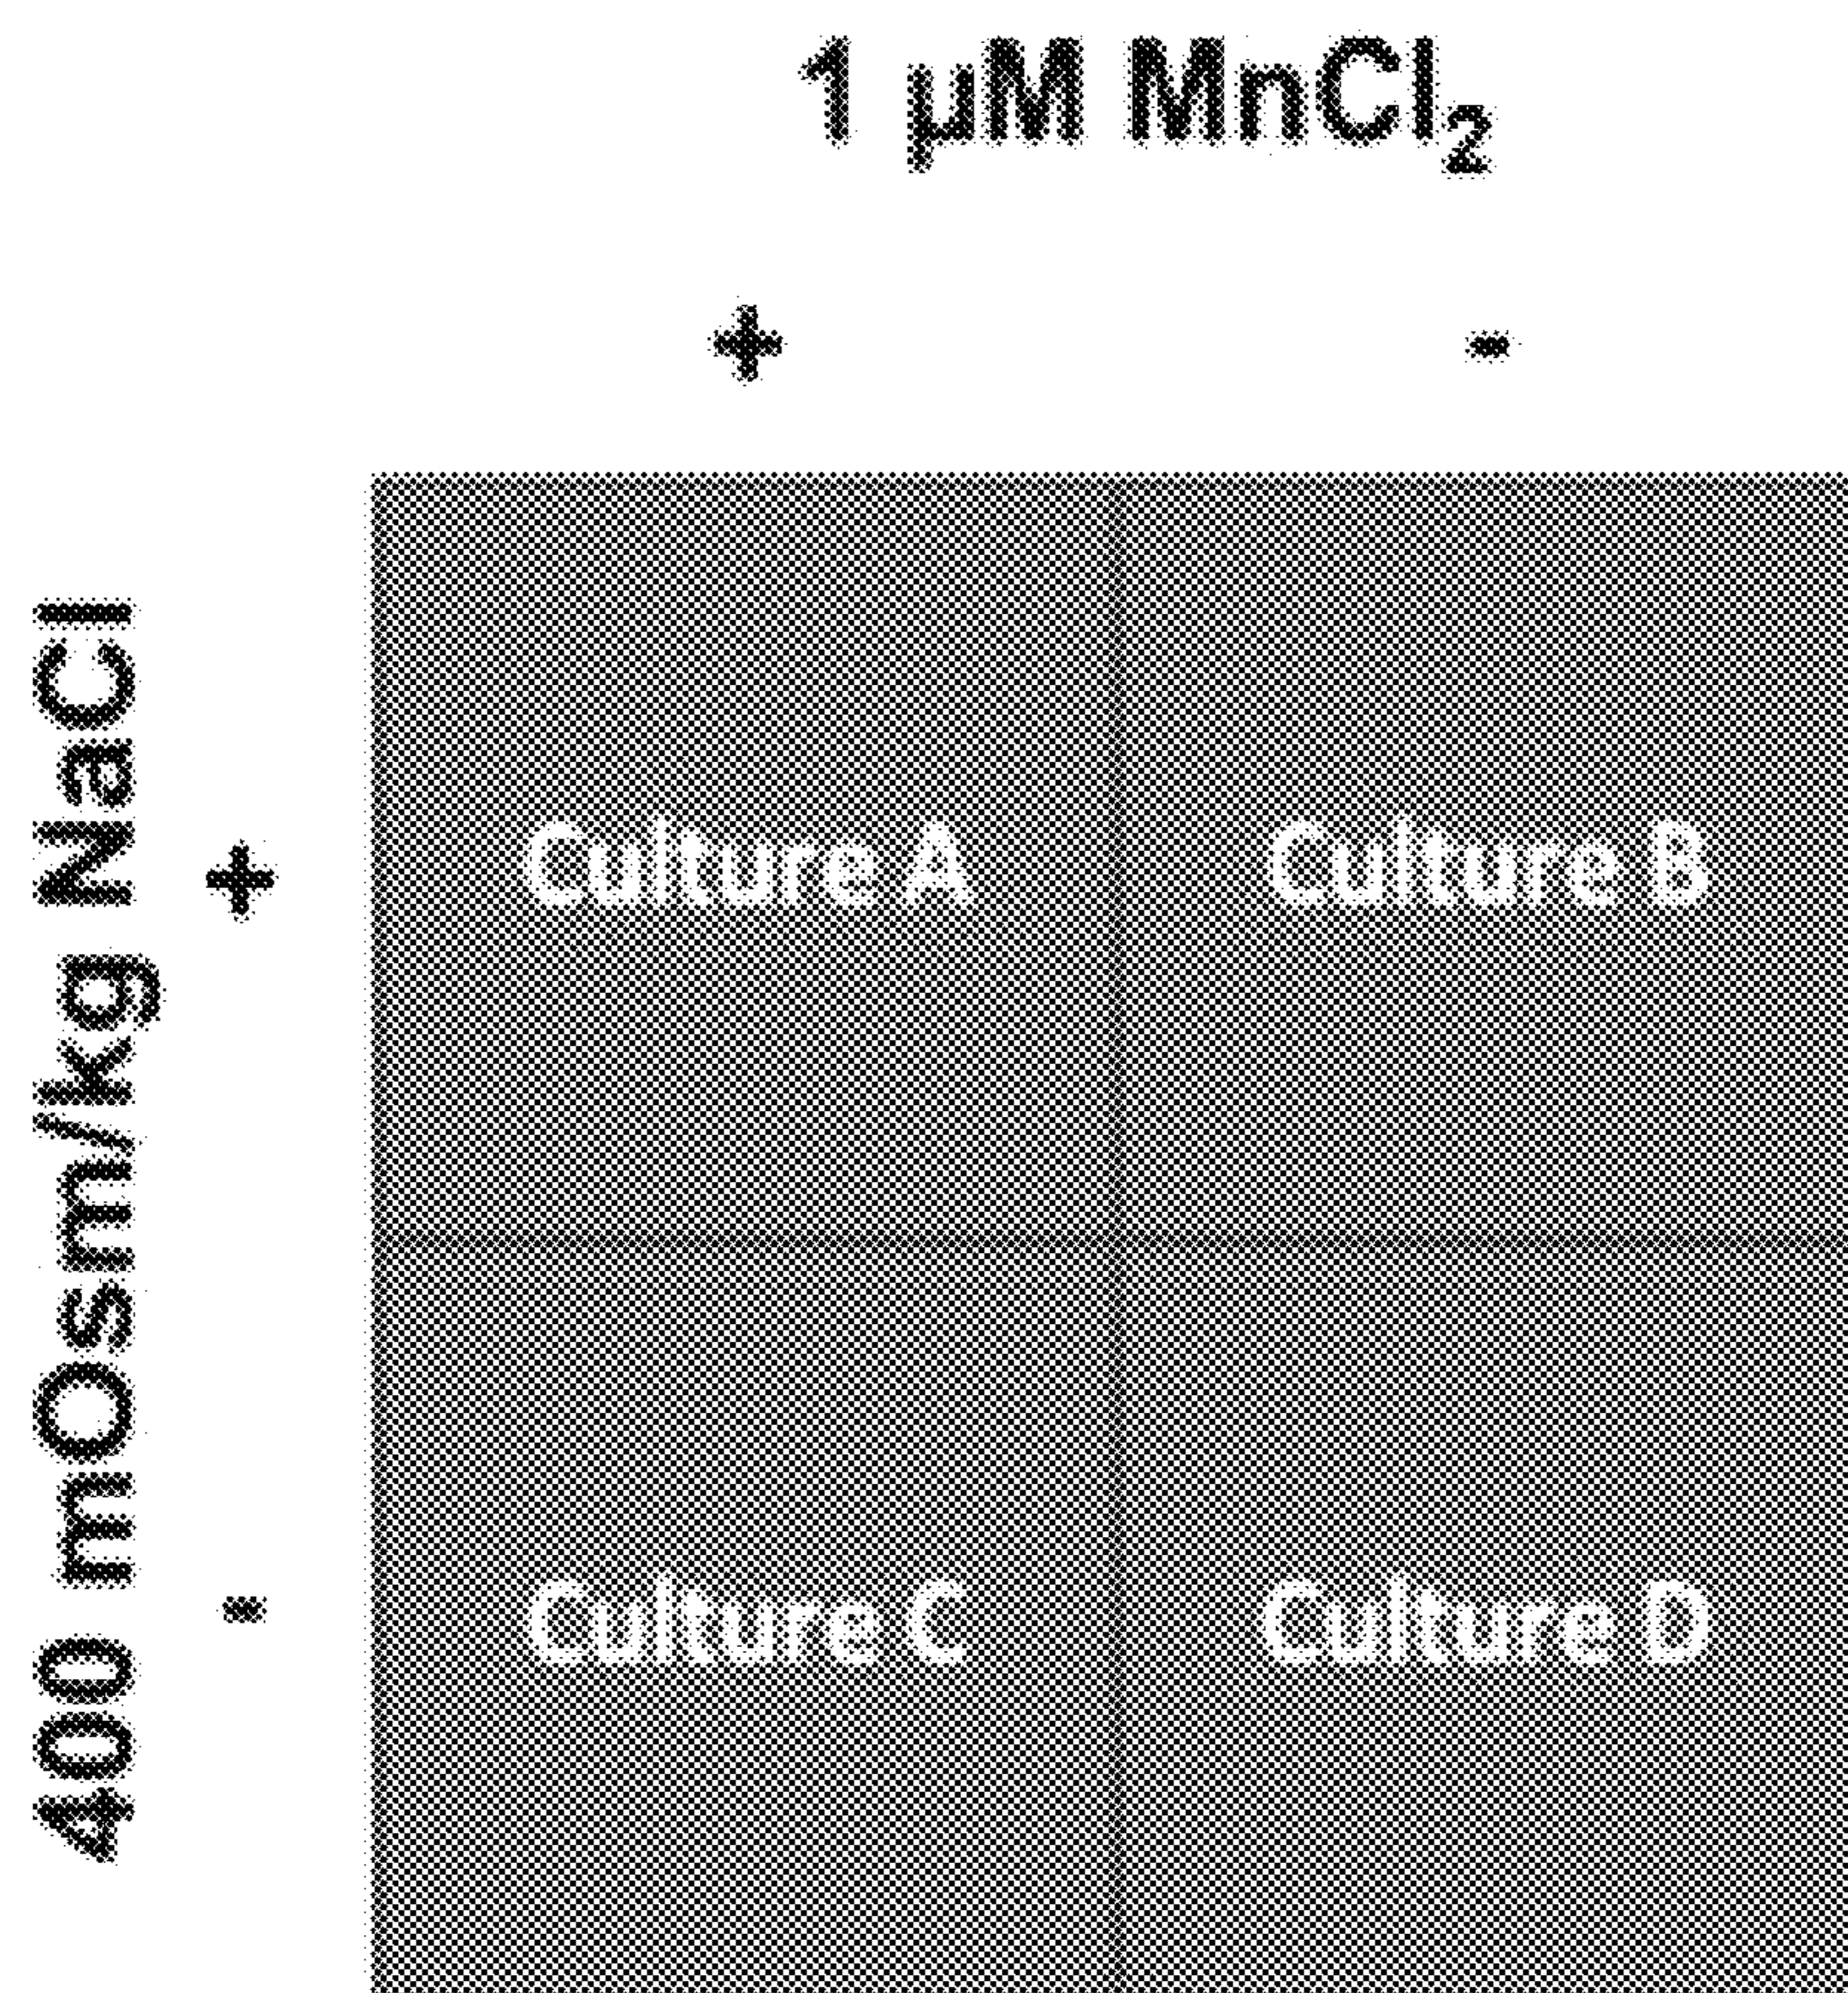 1 µM MnCl₂
+ -
400 mOsm/kg NaCl
+
Culture A Culture B
-
Culture C Culture D